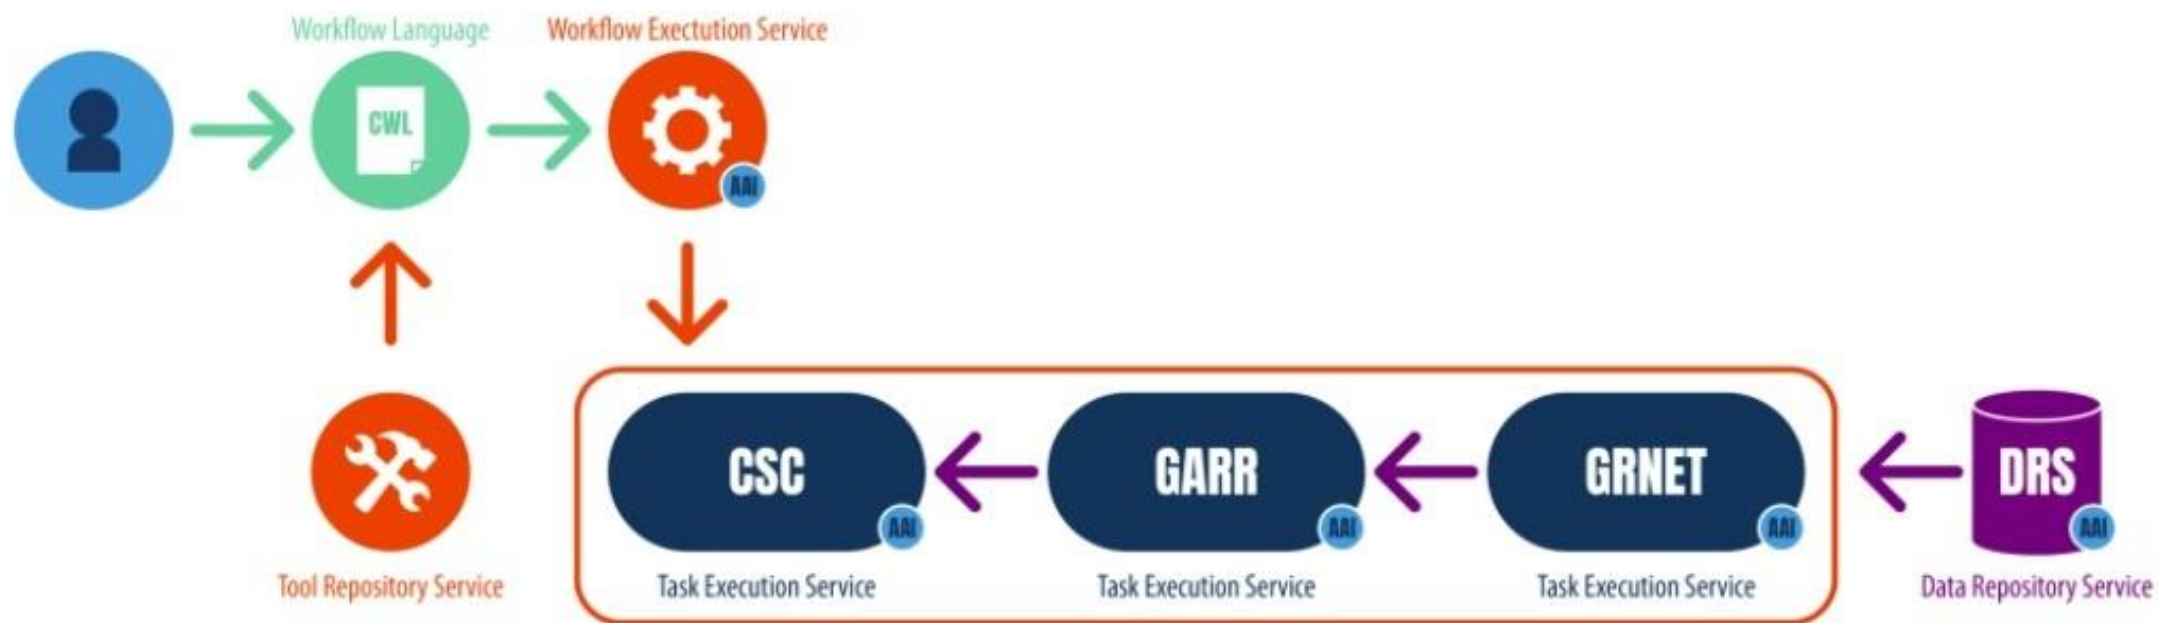 Workflow Language
Workflow Exectution Service
CWL
AAI
CSC
GARR
GRNET
DRS
AAI
AAI
AAI
AAI
Tool Repository Service
Task Execution Service
Task Execution Service
Task Execution Service
Data Repository Service